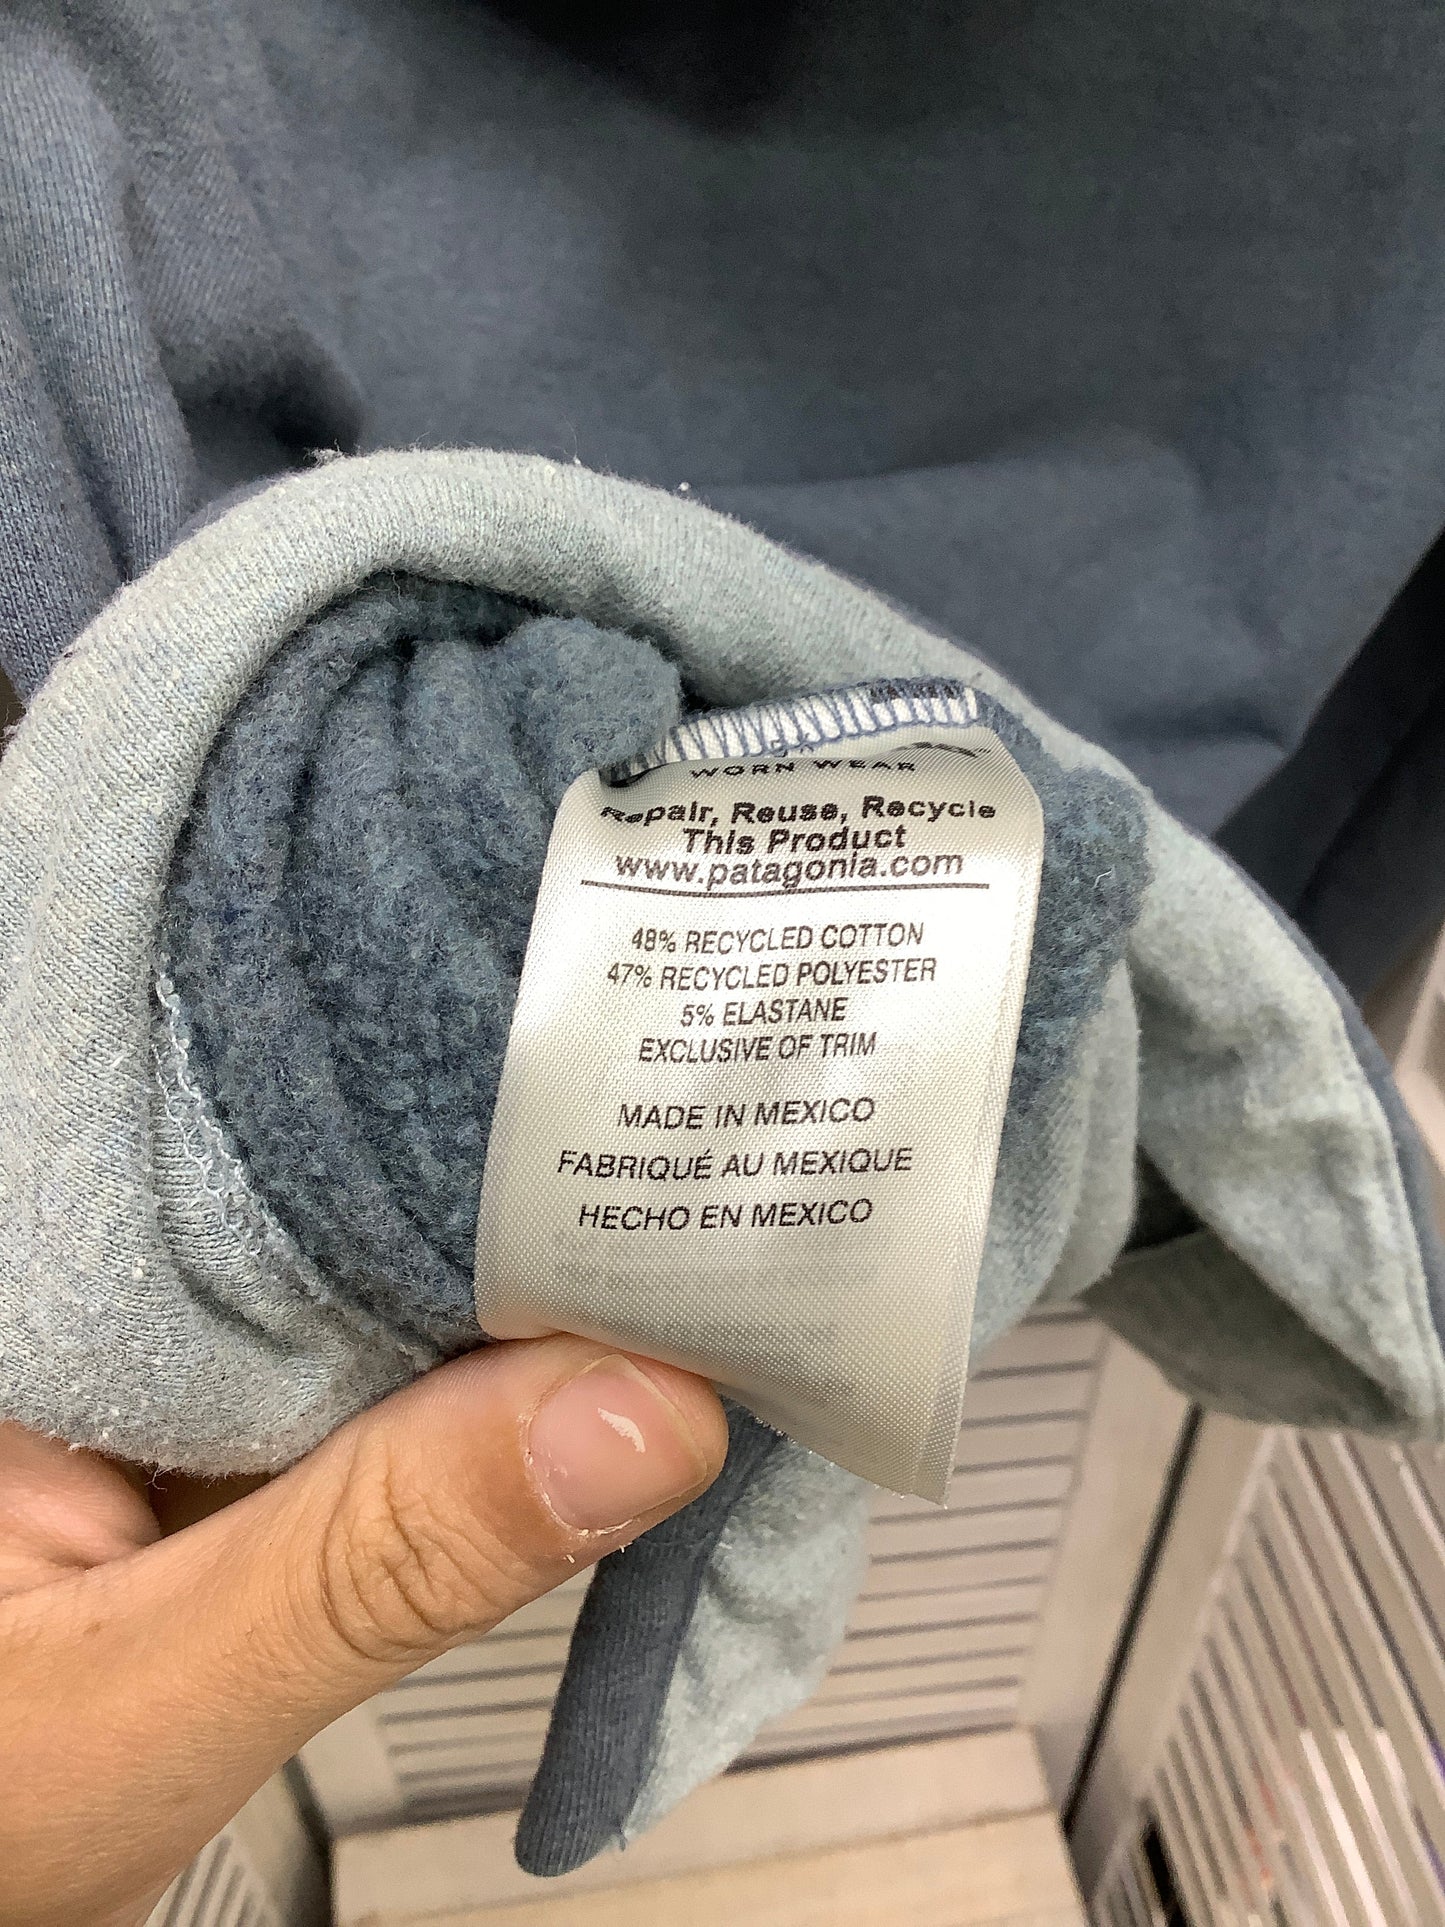 WORN WEAR
Repair, Reuse, Recycle
This Product
www.patagonia.com
48% RECYCLED COTTON
47% RECYCLED POLYESTER
5% ELASTANE
EXCLUSIVE OF TRIM
MADE IN MEXICO
FABRIQUÉ AU MEXIQUE
HECHO EN MEXICO